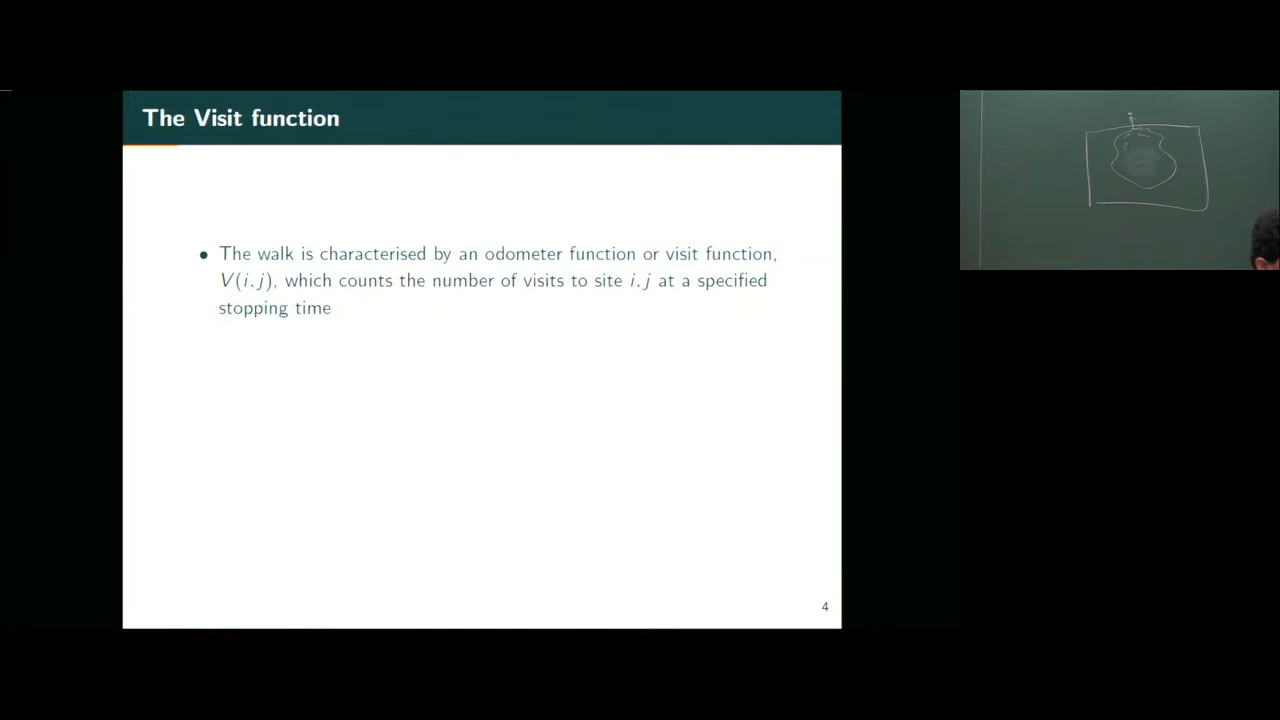 The Visit function
• The walk is characterised by an odometer function or visit function,
V(i, j), which counts the number of visits to site i, j at a specified
stopping time
4